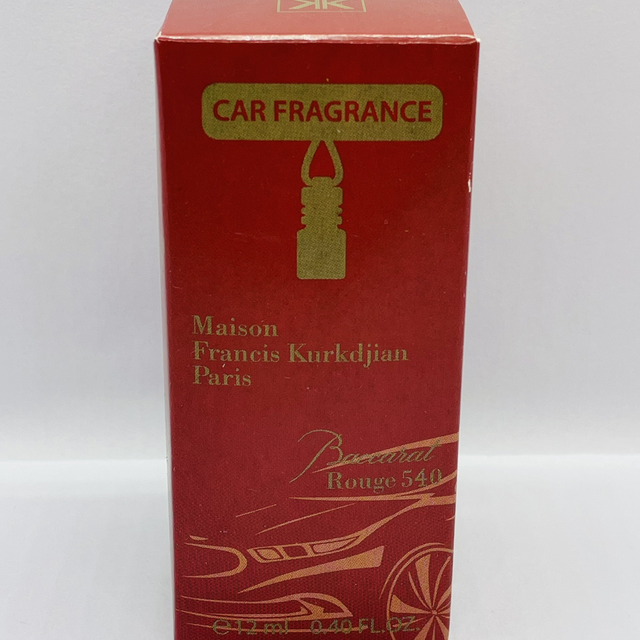 CAR FRAGRANCE
Maison
Francis Kurkdjian
Paris
Baccarat
Rouge 540
℮12 ml 0.40 FL.OZ.